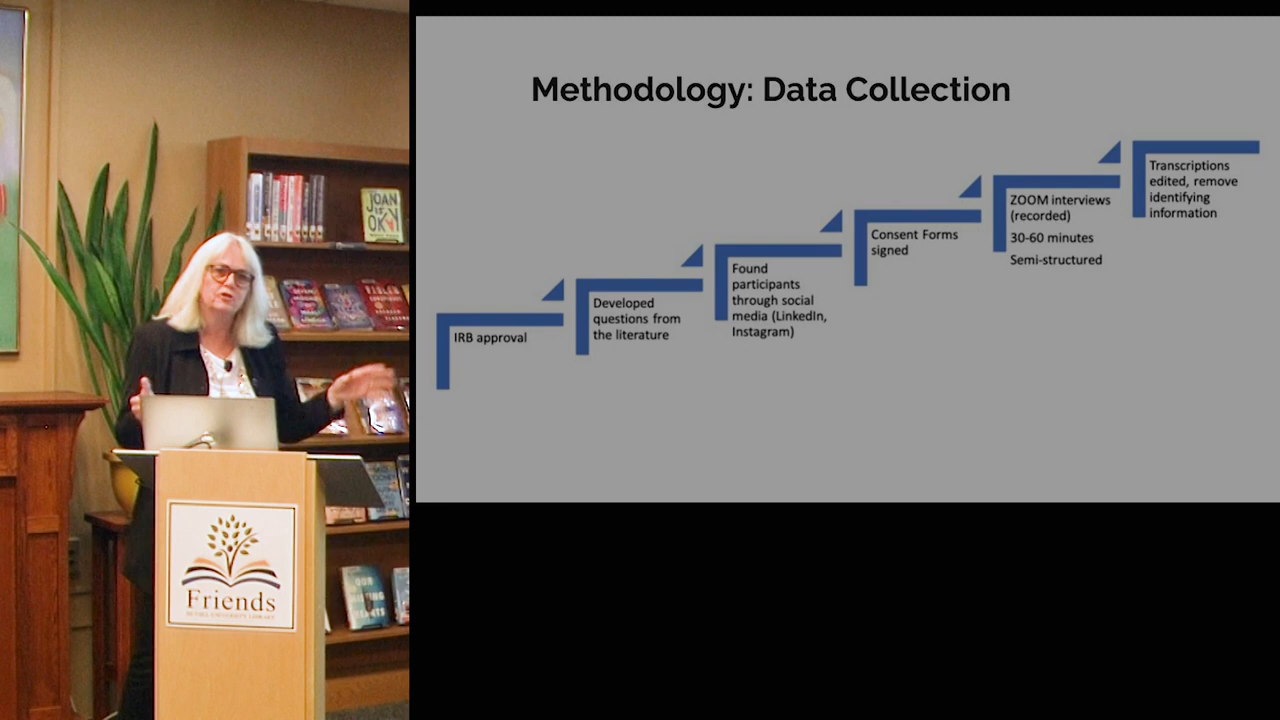 Methodology: Data Collection
IRB approval
Developed
questions from
the literature
Found
participants
through social
media (LinkedIn,
Instagram)
Consent Forms
signed
ZOOM interviews
(recorded)
30-60 minutes
Semi-structured
Transcriptions
edited, remove
identifying
information
JOAN
IS
OKAY
Friends